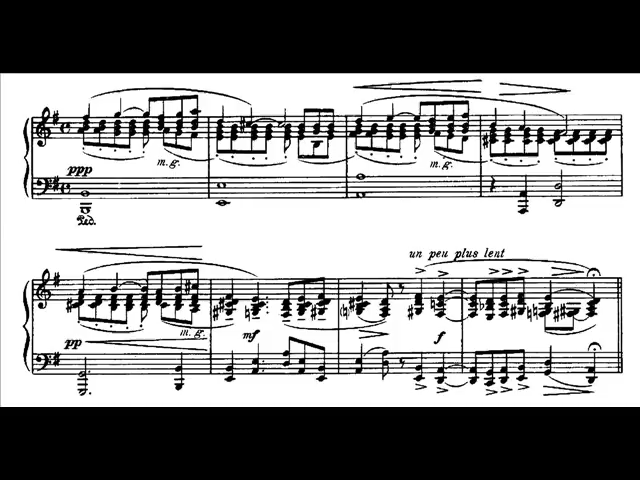 ppp
m. g.
m. g.
Ped.
un peu plus lent
pp
m. g.
mf
f